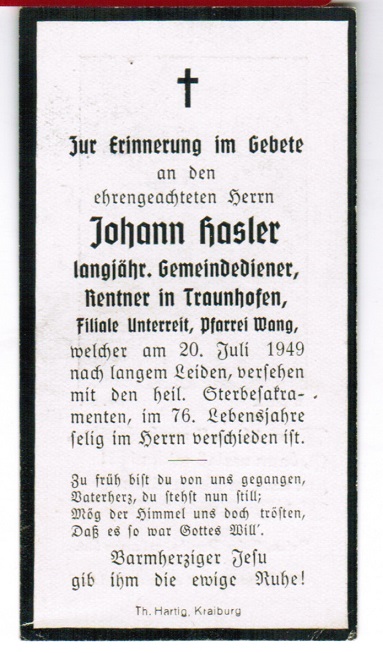 Zur Erinnerung im Gebete
an den
ehrengeachteten Herrn
Johann Hasler
langjähr. Gemeindediener,
Rentner in Traunhofen,
Filiale Unterreit, Pfarrei Wang,
welcher am 20. Juli 1949
nach langem Leiden, versehen
mit den heil. Sterbesakra-
menten, im 76. Lebensjahre
selig im Herrn verschieden ist.
Zu früh bist du von uns gegangen,
Vaterherz, du stehst nun still;
Mög der Himmel uns doch trösten,
Daß es so war Gottes Will'.
Barmherziger Jesu
gib ihm die ewige Ruhe!
Th. Hartig, Kraiburg